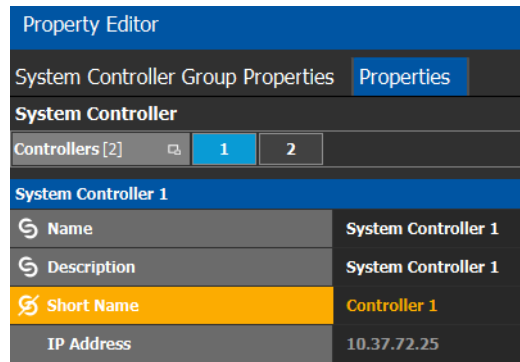 Property Editor
System Controller Group Properties Properties
System Controller
Controllers [2] 1 2
System Controller 1
Name System Controller 1
Description System Controller 1
Short Name Controller 1
IP Address 10.37.72.25